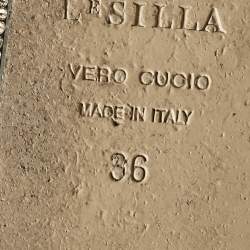 LE SILLA
VERO CUOIO
MADE IN ITALY
36